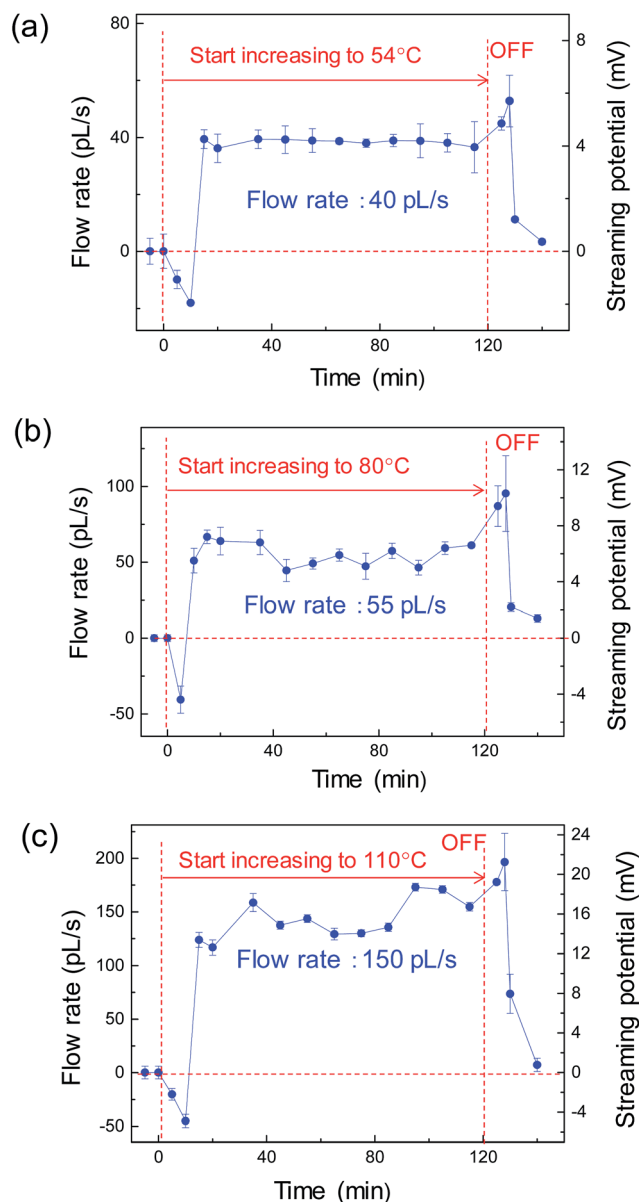 (a)
80
40
0
Flow rate (pL/s)
Start increasing to 54°C
OFF
Flow rate : 40 pL/s
8
4
0
Streaming potential (mV)
0
40
80
120
Time (min)
(b)
100
50
0
-50
Flow rate (pL/s)
Start increasing to 80°C
OFF
Flow rate : 55 pL/s
12
8
4
0
-4
Streaming potential (mV)
0
40
80
120
Time (min)
(c)
200
150
100
50
0
-50
Flow rate (pL/s)
Start increasing to 110°C
OFF
Flow rate : 150 pL/s
24
20
16
12
8
4
0
-4
Streaming potential (mV)
0
40
80
120
Time (min)